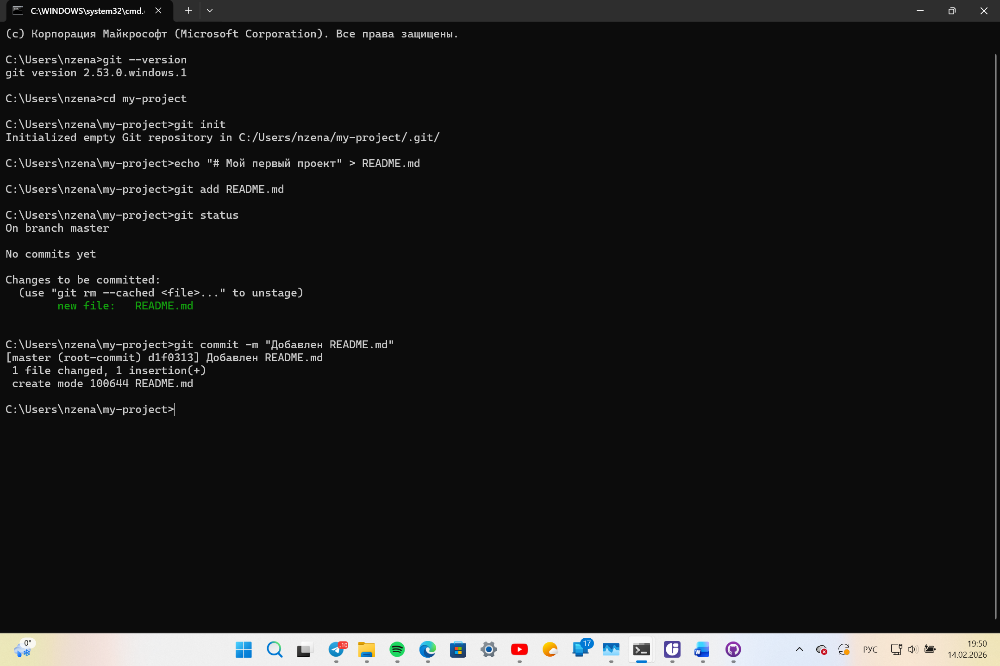 C:\WINDOWS\system32\cmd.
(c) Корпорация Майкрософт (Microsoft Corporation). Все права защищены.
C:\Users\nzena>git --version
git version 2.53.0.windows.1
C:\Users\nzena>cd my-project
C:\Users\nzena\my-project>git init
Initialized empty Git repository in C:/Users/nzena/my-project/.git/
C:\Users\nzena\my-project>echo "# Мой первый проект" > README.md
C:\Users\nzena\my-project>git add README.md
C:\Users\nzena\my-project>git status
On branch master
No commits yet
Changes to be committed:
(use "git rm --cached <file>..." to unstage)
new file:   README.md
C:\Users\nzena\my-project>git commit -m "Добавлен README.md"
[master (root-commit) d1f0313] Добавлен README.md
1 file changed, 1 insertion(+)
create mode 100644 README.md
C:\Users\nzena\my-project>
0°
..10
17
РУС
19:50
14.02.2026